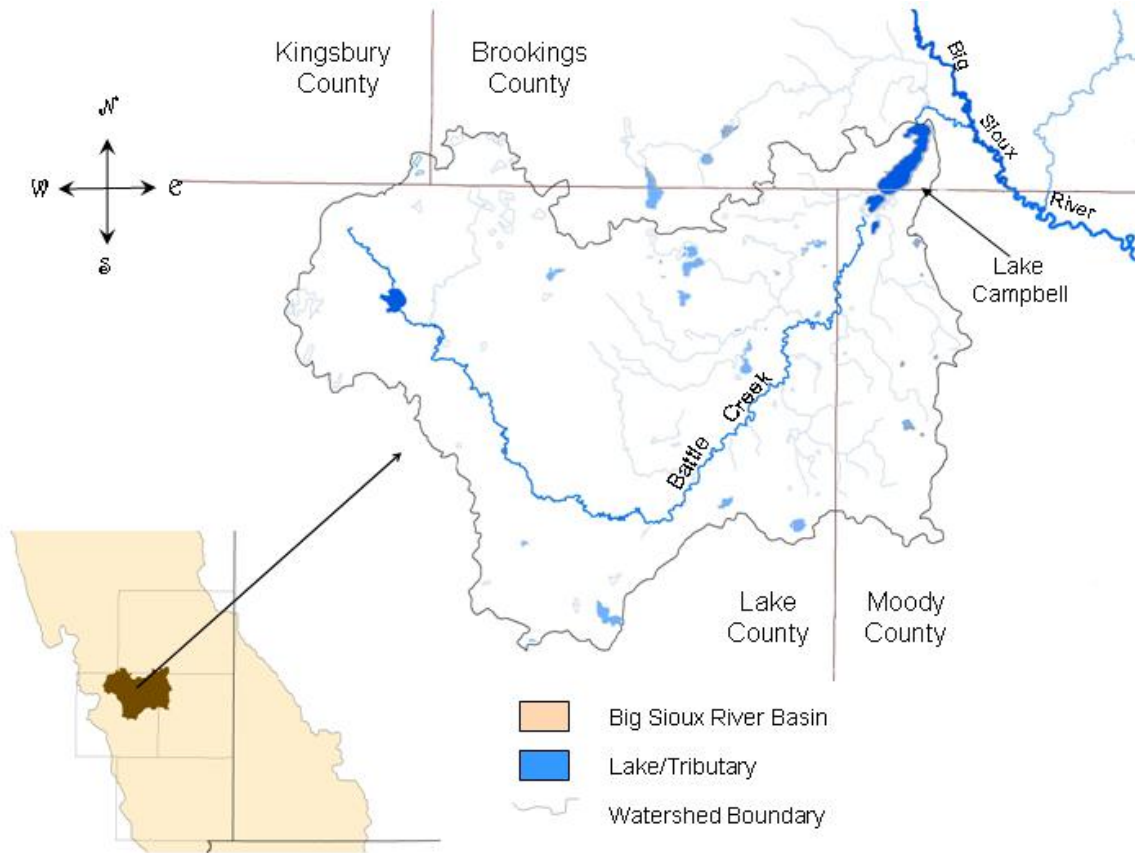 Kingsbury
County
Brookings
County
Big
Sioux
River
N
W
E
S
Lake
Campbell
Battle Creek
Lake
County
Moody
County
Big Sioux River Basin
Lake/Tributary
Watershed Boundary